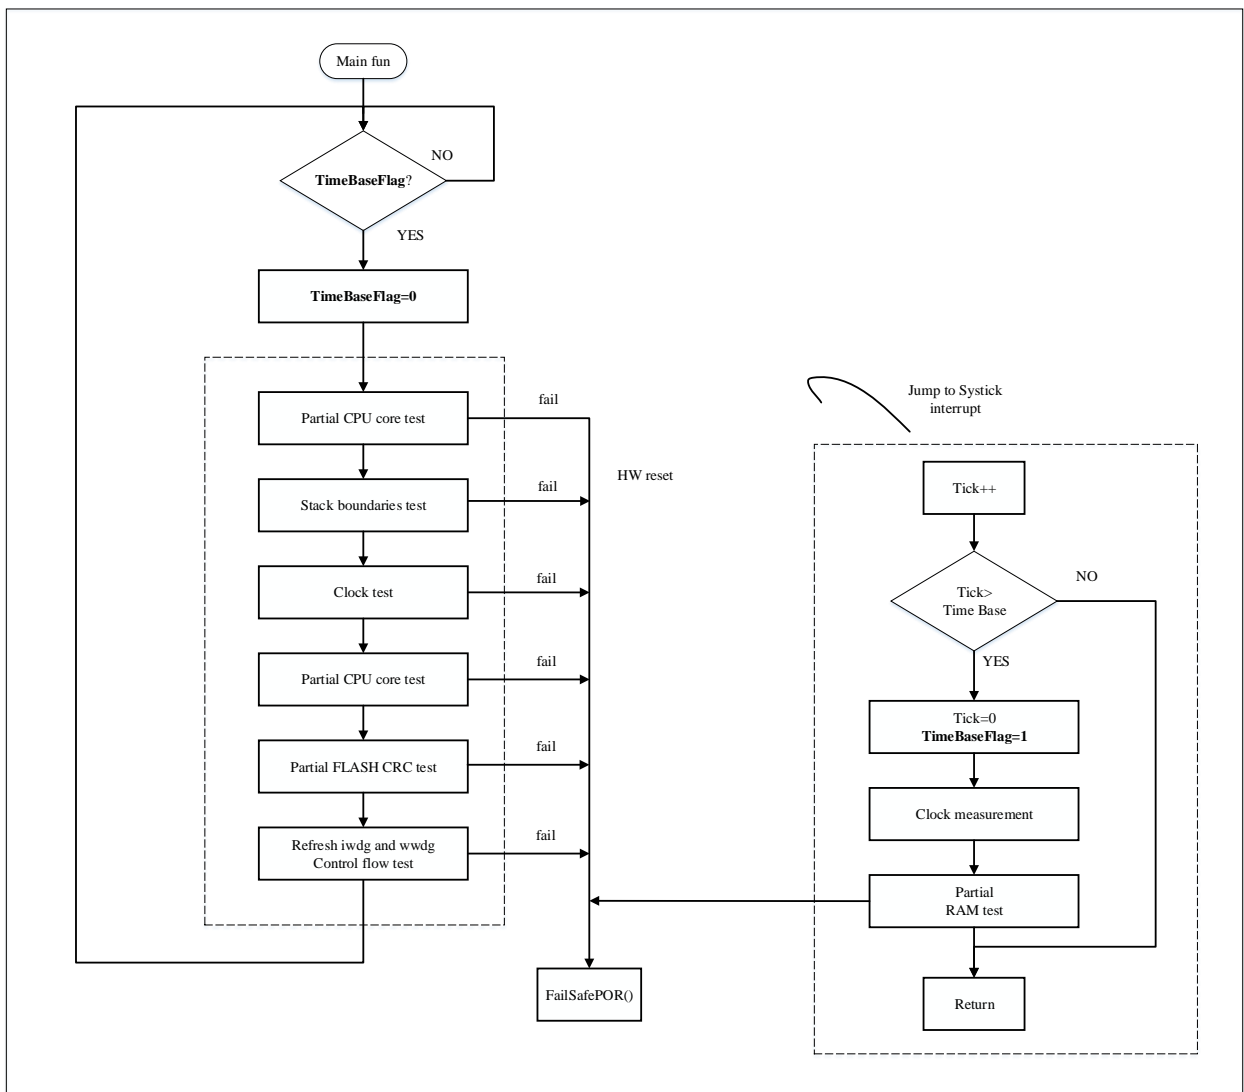 Main fun
NO
TimeBaseFlag?
YES
TimeBaseFlag=0
Partial CPU core test
fail
HW reset
Stack boundaries test
fail
Clock test
fail
Partial CPU core test
fail
Partial FLASH CRC test
fail
Refresh iwdg and wwdg
Control flow test
fail
FailSafePOR()
Jump to Systick
interrupt
Tick++
Tick>
Time Base
NO
YES
Tick=0
TimeBaseFlag=1
Clock measurement
Partial
RAM test
Return